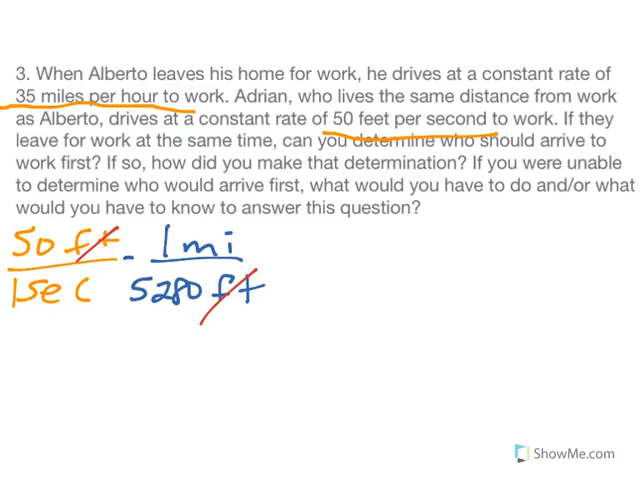 3. When Alberto leaves his home for work, he drives at a constant rate of
35 miles per hour to work. Adrian, who lives the same distance from work
as Alberto, drives at a constant rate of 50 feet per second to work. If they
leave for work at the same time, can you determine who should arrive to
work first? If so, how did you make that determination? If you were unable
to determine who would arrive first, what would you have to do and/or what
would you have to know to answer this question?
50 ft · 1 mi
1 sec 5280 ft
ShowMe.com